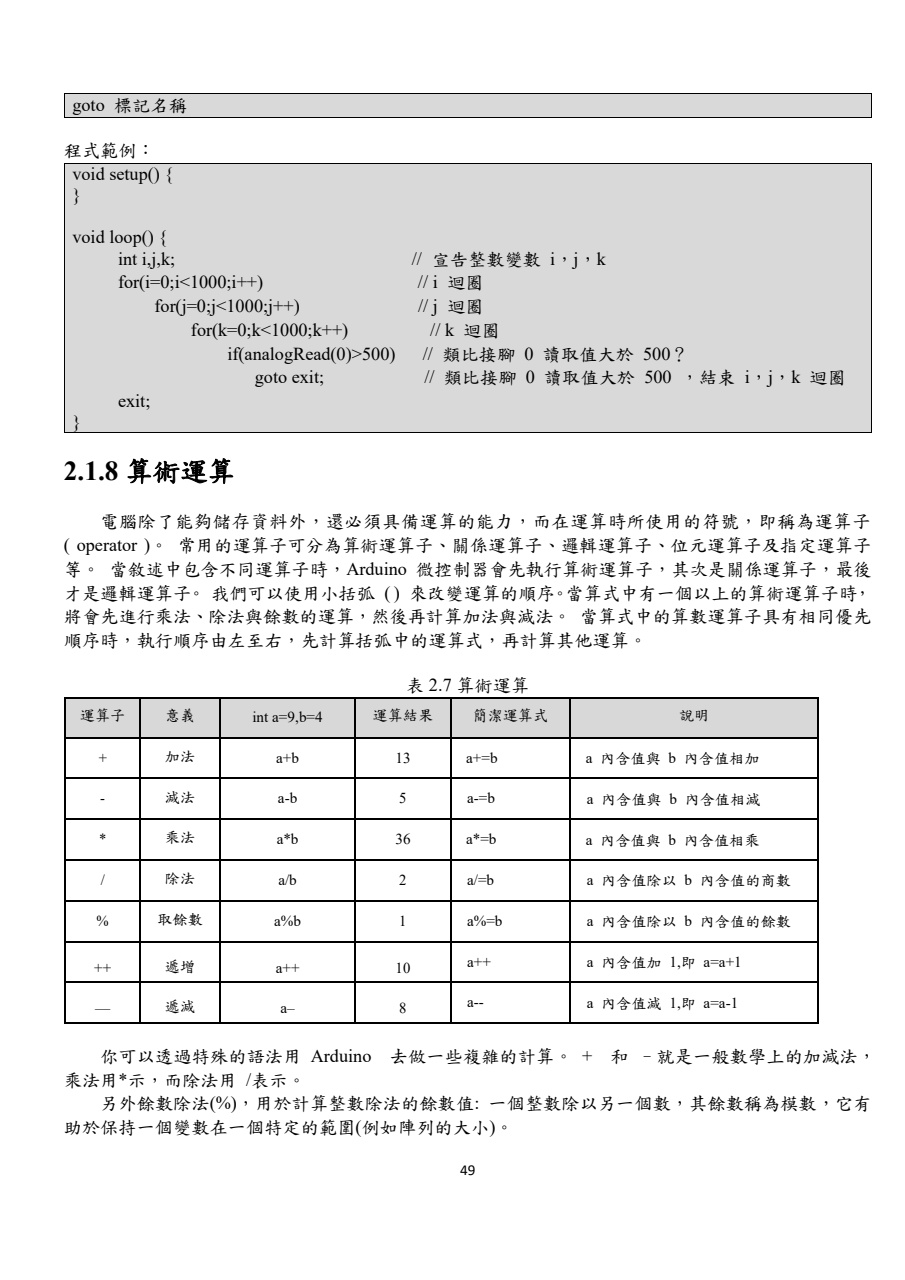 goto 標記名稱
程式範例：
void setup() {
}
void loop() {
int i,j,k; // 宣告整數變數 i，j，k
for(i=0;i<1000;i++) // i 迴圈
for(j=0;j<1000;j++) // j 迴圈
for(k=0;k<1000;k++) // k 迴圈
if(analogRead(0)>500) // 類比接腳 0 讀取值大於 500？
goto exit; // 類比接腳 0 讀取值大於 500 ，結束 i，j，k 迴圈
exit;
}
2.1.8 算術運算
電腦除了能夠儲存資料外，還必須具備運算的能力，而在運算時所使用的符號，即稱為運算子
( operator )。 常用的運算子可分為算術運算子、關係運算子、邏輯運算子、位元運算子及指定運算子
等。 當敘述中包含不同運算子時，Arduino 微控制器會先執行算術運算子，其次是關係運算子，最後
才是邏輯運算子。 我們可以使用小括弧 ( ) 來改變運算的順序。當算式中有一個以上的算術運算子時，
將會先進行乘法、除法與餘數的運算，然後再計算加法與減法。 當算式中的算數運算子具有相同優先
順序時，執行順序由左至右，先計算括弧中的運算式，再計算其他運算。
表 2.7 算術運算
運算子 意義 int a=9,b=4 運算結果 簡潔運算式 說明
+ 加法 a+b 13 a+=b a 內含值與 b 內含值相加
- 減法 a-b 5 a-=b a 內含值與 b 內含值相減
* 乘法 a*b 36 a*=b a 內含值與 b 內含值相乘
/ 除法 a/b 2 a/=b a 內含值除以 b 內含值的商數
% 取餘數 a%b 1 a%=b a 內含值除以 b 內含值的餘數
++ 遞增 a++ 10 a++ a 內含值加 1,即 a=a+1
— 遞減 a– 8 a-- a 內含值減 1,即 a=a-1
你可以透過特殊的語法用 Arduino 去做一些複雜的計算。 + 和 –就是一般數學上的加減法，
乘法用*示，而除法用 /表示。
另外餘數除法(%)，用於計算整數除法的餘數值: 一個整數除以另一個數，其餘數稱為模數，它有
助於保持一個變數在一個特定的範圍(例如陣列的大小)。
49